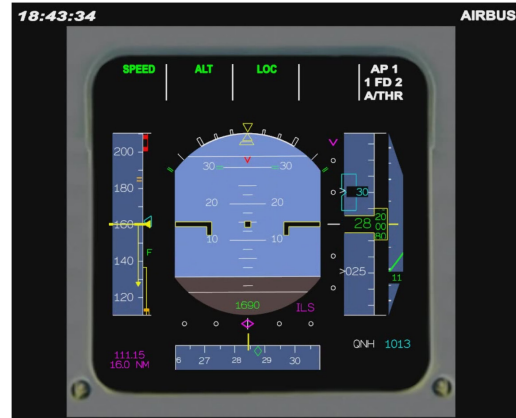 18:43:34 AIRBUS
SPEED ALT LOC AP 1
1 FD 2
A/THR
200
180
160
140
120
F
30 30
20 20
10 10
1690 ILS
30
28 20
00
80
025
11
111.15
16.0 NM
6 27 28 29 30
QNH 1013